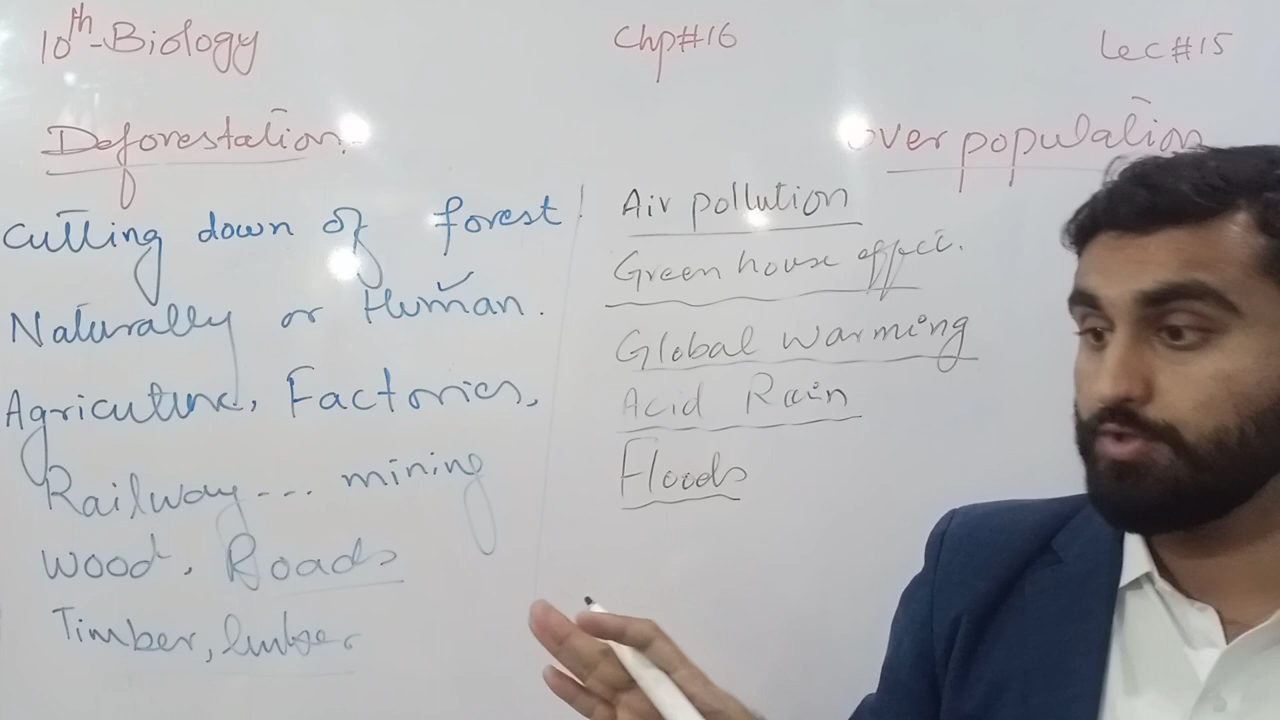 10th-Biology
Chp#16
Lec#15
Deforestation.
over population
Cutting down of forest
Naturally or Human.
Agriculture, Factories,
Railway... mining
Wood, Roads
Timber, lumber
Air pollution
Green house effect.
Global warming
Acid Rain
Floods